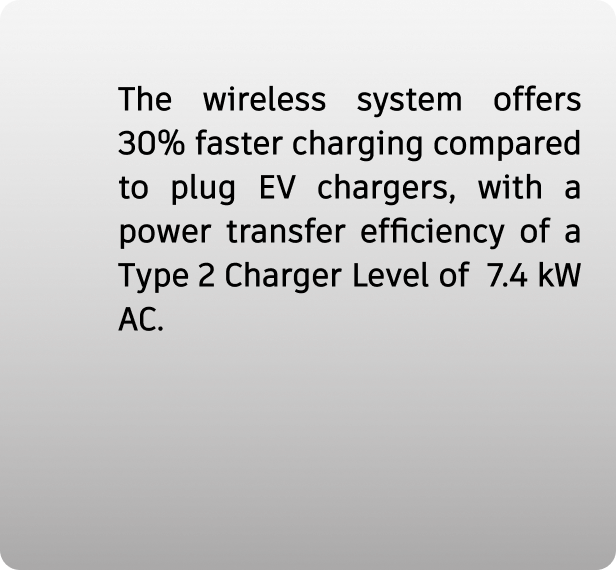 The wireless system offers
30% faster charging compared
to plug EV chargers, with a
power transfer efficiency of a
Type 2 Charger Level of  7.4 kW
AC.